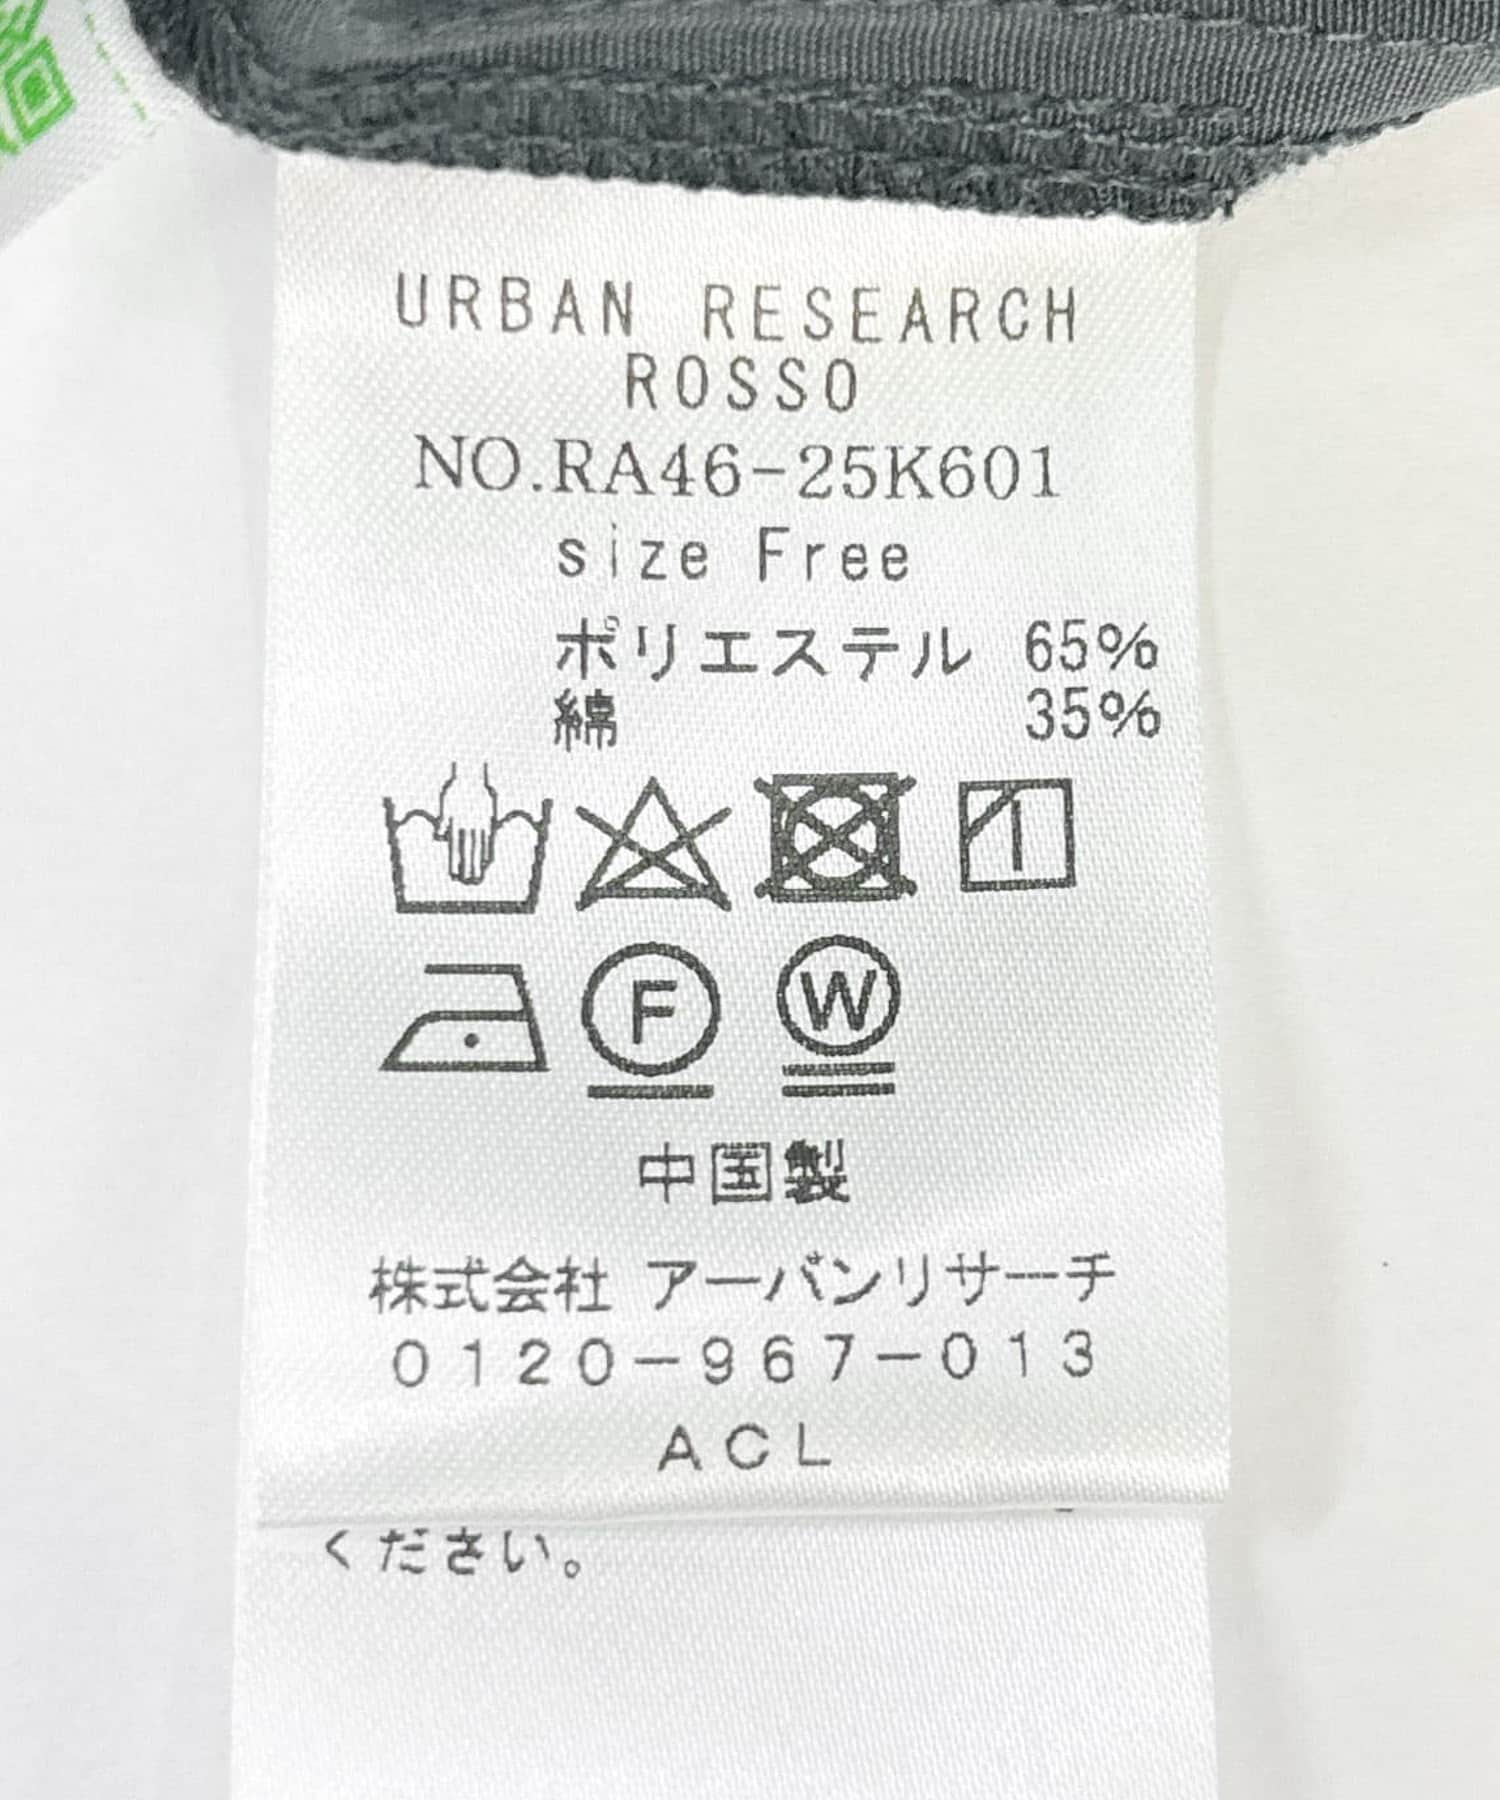 URBAN RESEARCH
ROSSO
NO.RA46-25K601
size Free
ポリエステル 65%
綿 35%
F W
中国製
株式会社 アーバンリサーチ
0120-967-013
ACL
ください。